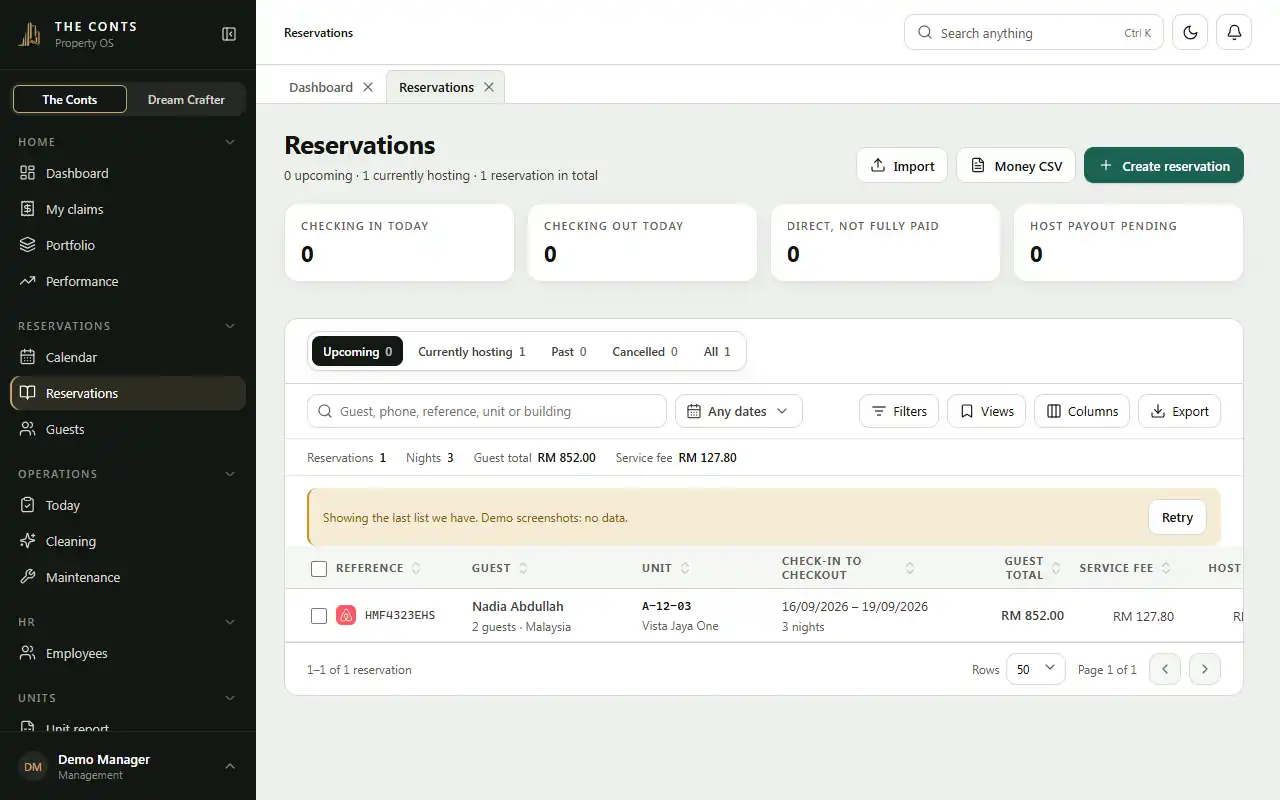 THE CONTS
Property OS
The Conts
Dream Crafter
HOME
Dashboard
My claims
Portfolio
Performance
RESERVATIONS
Calendar
Reservations
Guests
OPERATIONS
Today
Cleaning
Maintenance
HR
Employees
UNITS
Unit report
DM
Demo Manager
Management
Reservations
Search anything
Ctrl K
Dashboard
Reservations
Reservations
0 upcoming · 1 currently hosting · 1 reservation in total
Import
Money CSV
Create reservation
CHECKING IN TODAY
0
CHECKING OUT TODAY
0
DIRECT, NOT FULLY PAID
0
HOST PAYOUT PENDING
0
Upcoming 0
Currently hosting 1
Past 0
Cancelled 0
All 1
Guest, phone, reference, unit or building
Any dates
Filters
Views
Columns
Export
Reservations 1
Nights 3
Guest total RM 852.00
Service fee RM 127.80
Showing the last list we have. Demo screenshots: no data.
Retry
REFERENCE
GUEST
UNIT
CHECK-IN TO
CHECKOUT
GUEST
TOTAL
SERVICE FEE
HOST
HMF4323EHS
Nadia Abdullah
2 guests · Malaysia
A-12-03
Vista Jaya One
16/09/2026 – 19/09/2026
3 nights
RM 852.00
RM 127.80
1–1 of 1 reservation
Rows
50
Page 1 of 1